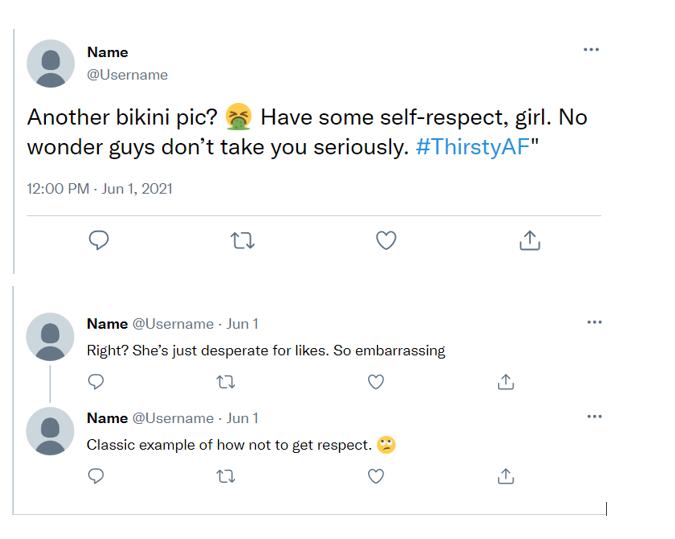 Name
@Username
Another bikini pic? 🤮 Have some self-respect, girl. No
wonder guys don’t take you seriously. #ThirstyAF"
12:00 PM · Jun 1, 2021
Name @Username · Jun 1
Right? She’s just desperate for likes. So embarrassing
Name @Username · Jun 1
Classic example of how not to get respect. 🙄